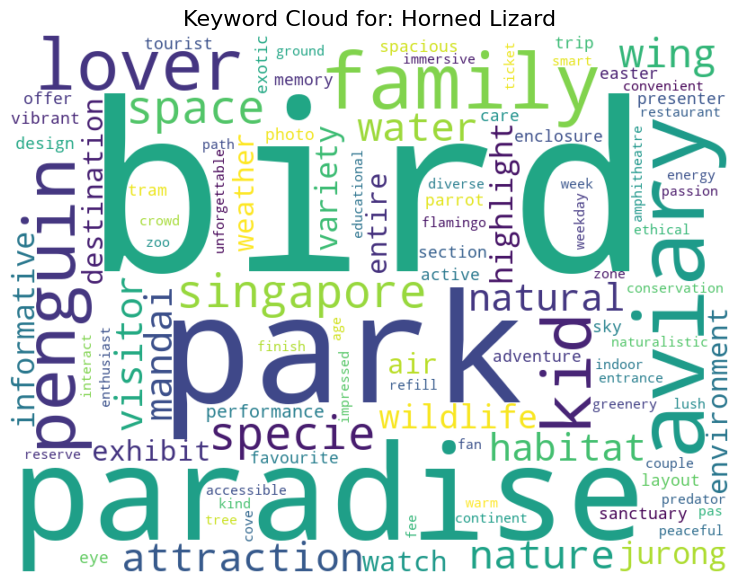 Keyword Cloud for: Horned Lizard
tourist
lover
exotic
ground
memory
spacious
immersive
family
ticket
trip
smart
wing
easter
convenient
offer
vibrant
design
destination
space
bird
path
photo
water
care
highlight
enclosure
presenter
restaurant
amphitheatre
energy
passion
ethical
aviary
penguin
informative
tram
crowd
zoo
unforgettable
weather
variety
educational
entire
diverse
parrot
flamingo
section
active
week
weekday
zone
conservation
naturalistic
visitor
mandai
singapore
natural
kid
sky
indoor
entrance
greenery
lush
environment
interact
enthusiast
park
finish
age
impressed
air
refill
adventure
performance
wildlife
reserve
exhibit
specie
favourite
fan
habitat
couple
layout
predator
sanctuary
pas
peaceful
paradise
accessible
kind
tree
cove
fee
warm
continent
eye
attraction
watch
nature
jurong